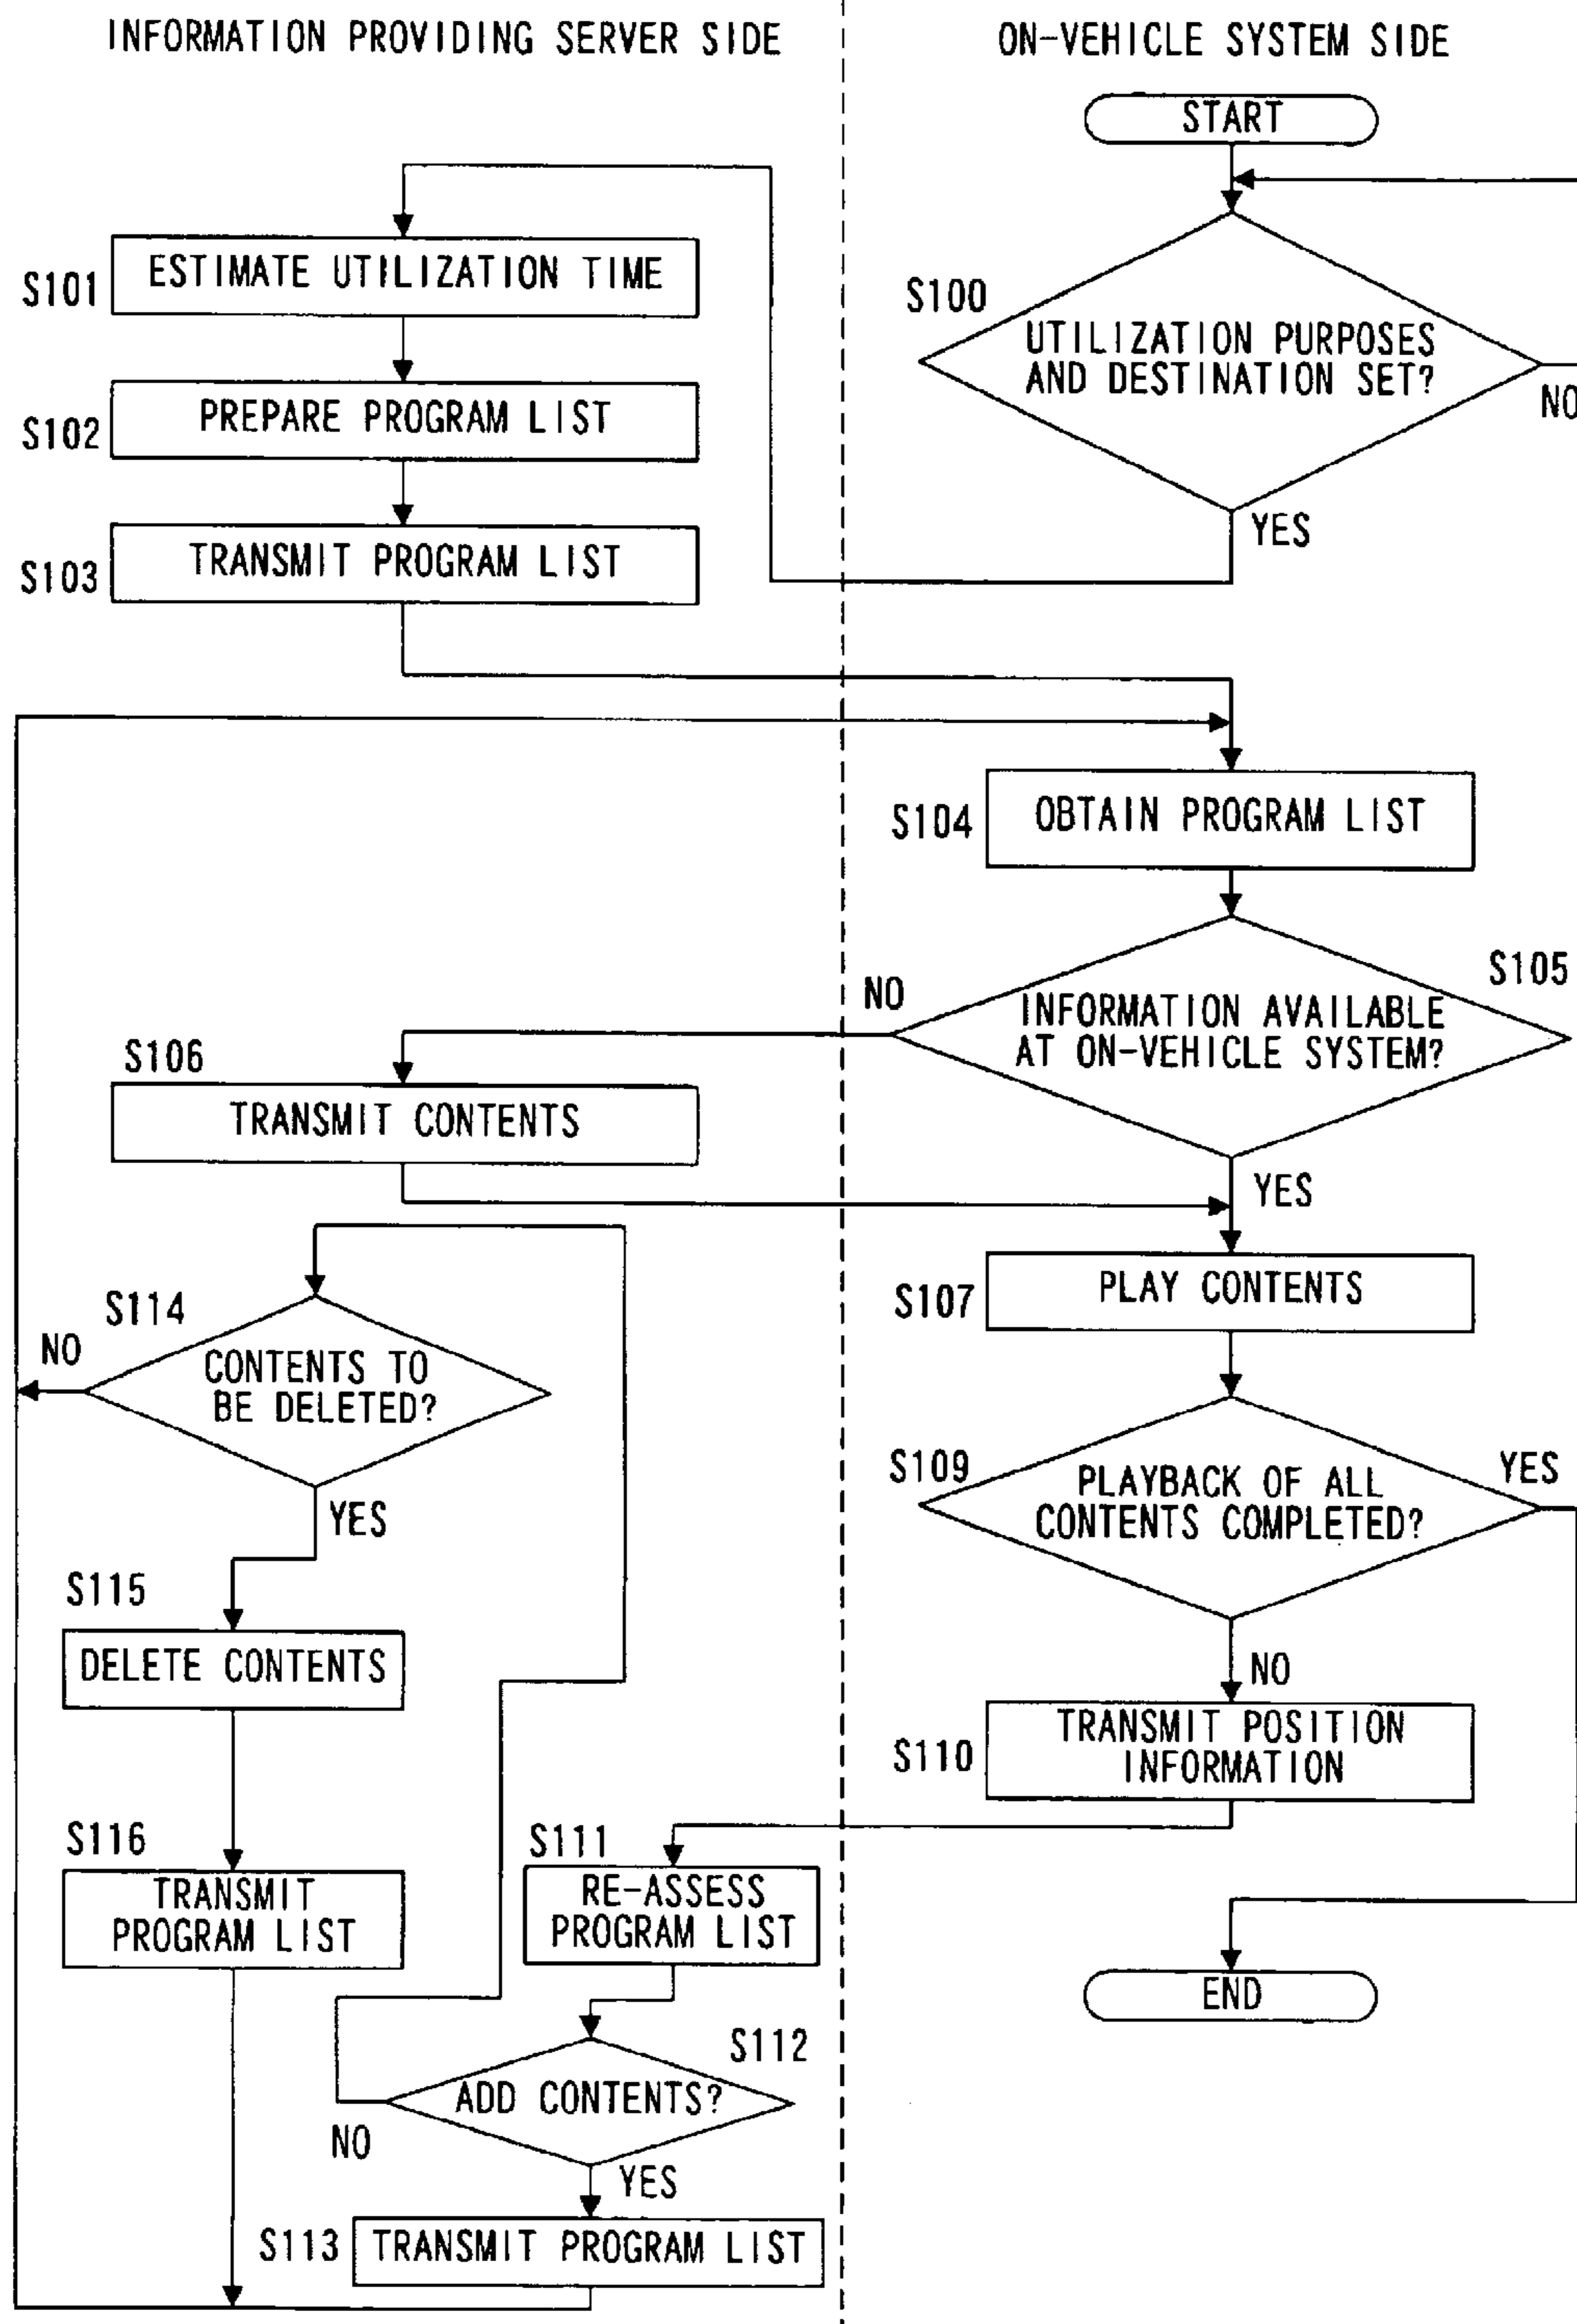 INFORMATION PROVIDING SERVER SIDE
ON-VEHICLE SYSTEM SIDE
START
S100
UTILIZATION PURPOSES
AND DESTINATION SET?
NO
YES
S101
ESTIMATE UTILIZATION TIME
S102
PREPARE PROGRAM LIST
S103
TRANSMIT PROGRAM LIST
S104
OBTAIN PROGRAM LIST
S105
INFORMATION AVAILABLE
AT ON-VEHICLE SYSTEM?
NO
YES
S106
TRANSMIT CONTENTS
S107
PLAY CONTENTS
S109
PLAYBACK OF ALL
CONTENTS COMPLETED?
YES
NO
S110
TRANSMIT POSITION
INFORMATION
S111
RE-ASSESS
PROGRAM LIST
S112
ADD CONTENTS?
NO
YES
S113
TRANSMIT PROGRAM LIST
S114
CONTENTS TO
BE DELETED?
NO
YES
S115
DELETE CONTENTS
S116
TRANSMIT
PROGRAM LIST
END